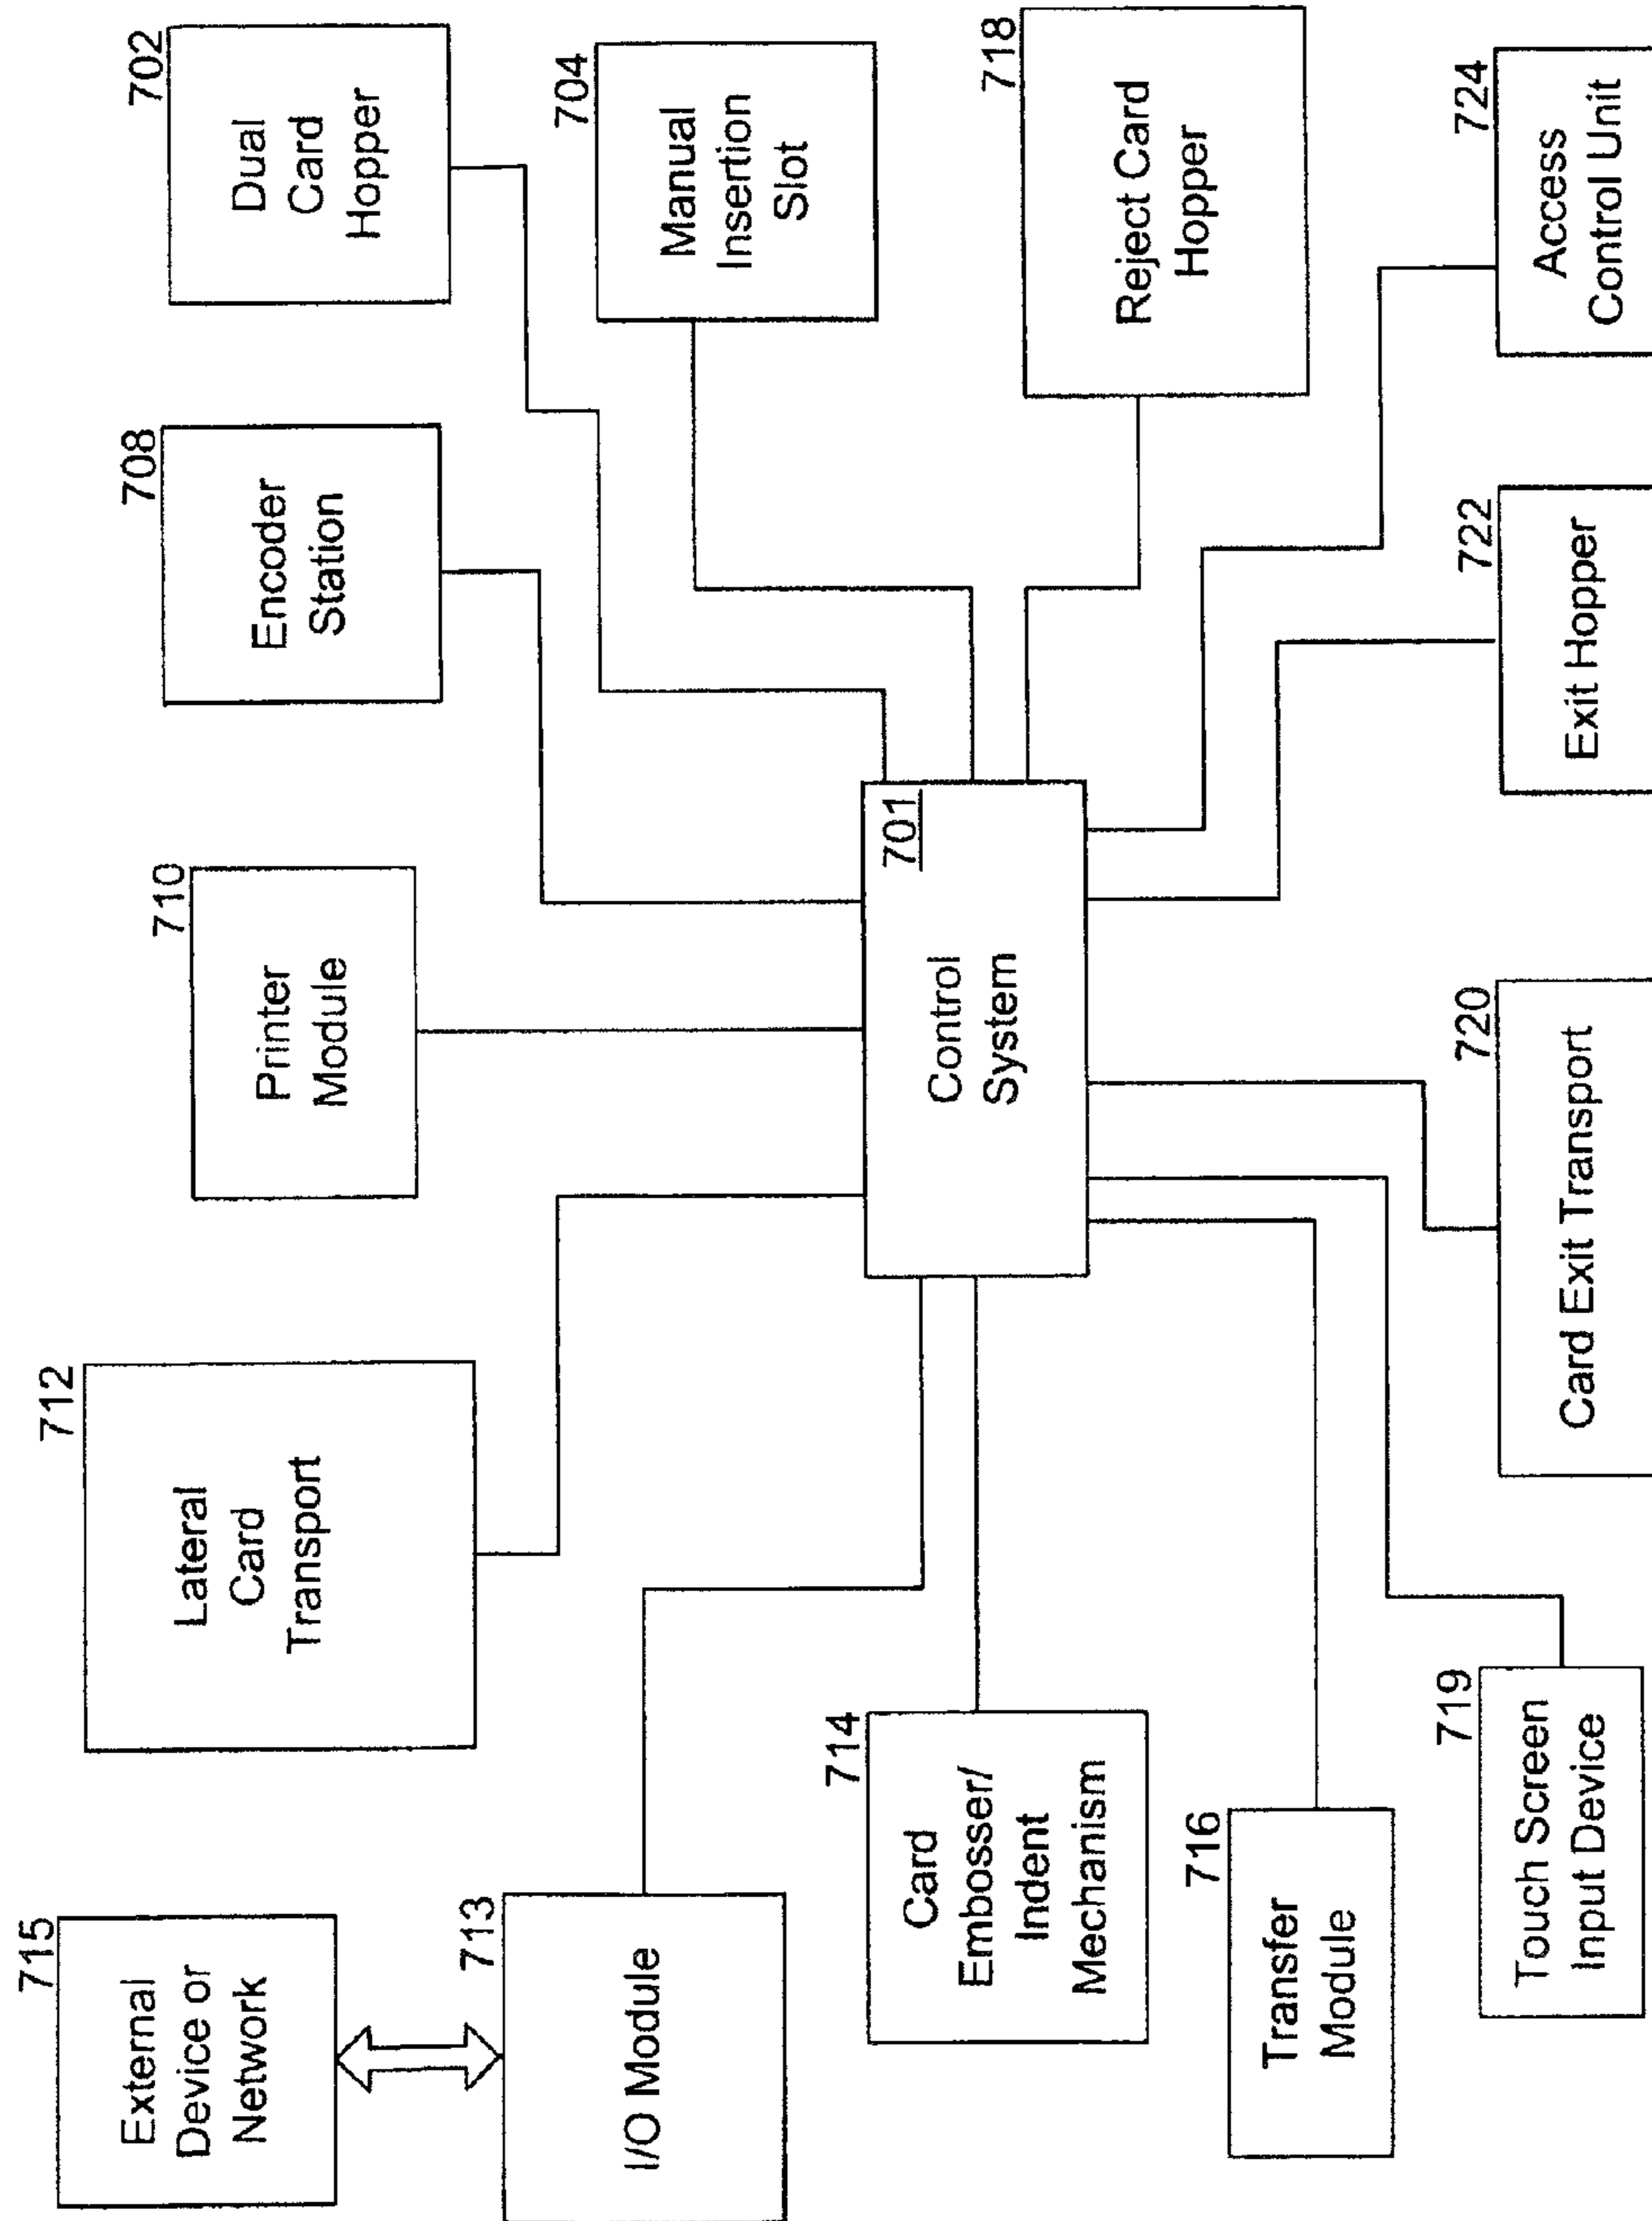 715
External
Device or
Network
713
I/O Module
712
Lateral
Card
Transport
710
Printer
Module
708
Encoder
Station
702
Dual
Card
Hopper
704
Manual
Insertion
Slot
701
Control
System
714
Card
Embosser/
Indent
Mechanism
716
Transfer
Module
718
Reject Card
Hopper
719
Touch Screen
Input Device
720
Card Exit Transport
722
Exit Hopper
724
Access
Control Unit